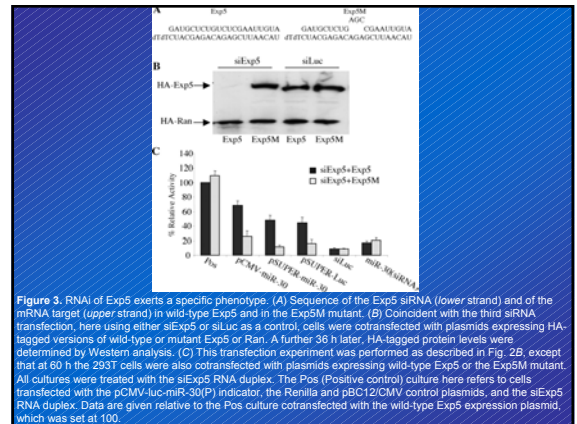 A
Exp5
Exp5M
AGC
GAUGCUCUGUCUCGAAUUGUA
GAUGCUCUG CGAAUUGUA
dTdTCUACGAGACAGAGCUUAACAU
dTdTCUACGAGACAGAGCUUAACAU
B
siExp5 siLuc
HA-Exp5
HA-Ran
Exp5 Exp5M Exp5 Exp5M
C
140
120
100
80
60
40
20
0
% Relative Activity
siExp5+Exp5
siExp5+Exp5M
Pos
pCMV-miR-30
pSUPER-miR-30
pSUPER-Luc
siLuc
miR-30(siRNA)
Figure 3. RNAi of Exp5 exerts a specific phenotype. (A) Sequence of the Exp5 siRNA (lower strand) and of the
mRNA target (upper strand) in wild-type Exp5 and in the Exp5M mutant. (B) Coincident with the third siRNA
transfection, here using either siExp5 or siLuc as a control, cells were cotransfected with plasmids expressing HA-
tagged versions of wild-type or mutant Exp5 or Ran. A further 36 h later, HA-tagged protein levels were
determined by Western analysis. (C) This transfection experiment was performed as described in Fig. 2B, except
that at 60 h the 293T cells were also cotransfected with plasmids expressing wild-type Exp5 or the Exp5M mutant.
All cultures were treated with the siExp5 RNA duplex. The Pos (Positive control) culture here refers to cells
transfected with the pCMV-luc-miR-30(P) indicator, the Renilla and pBC12/CMV control plasmids, and the siExp5
RNA duplex. Data are given relative to the Pos culture cotransfected with the wild-type Exp5 expression plasmid,
which was set at 100.